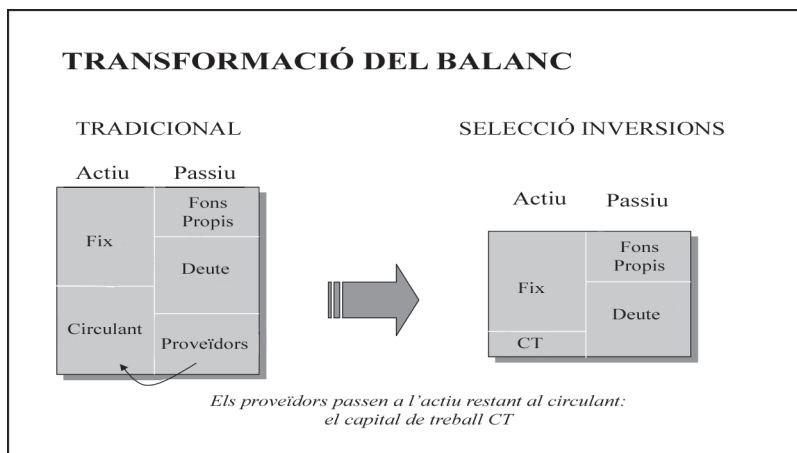 TRANSFORMACIÓ DEL BALANC
TRADICIONAL
SELECCIÓ INVERSIONS
Actiu
Passiu
Fix
Circulant
Fons
Propis
Deute
Proveïdors
Actiu
Passiu
Fix
CT
Fons
Propis
Deute
Els proveïdors passen a l'actiu restant al circulant:
el capital de treball CT